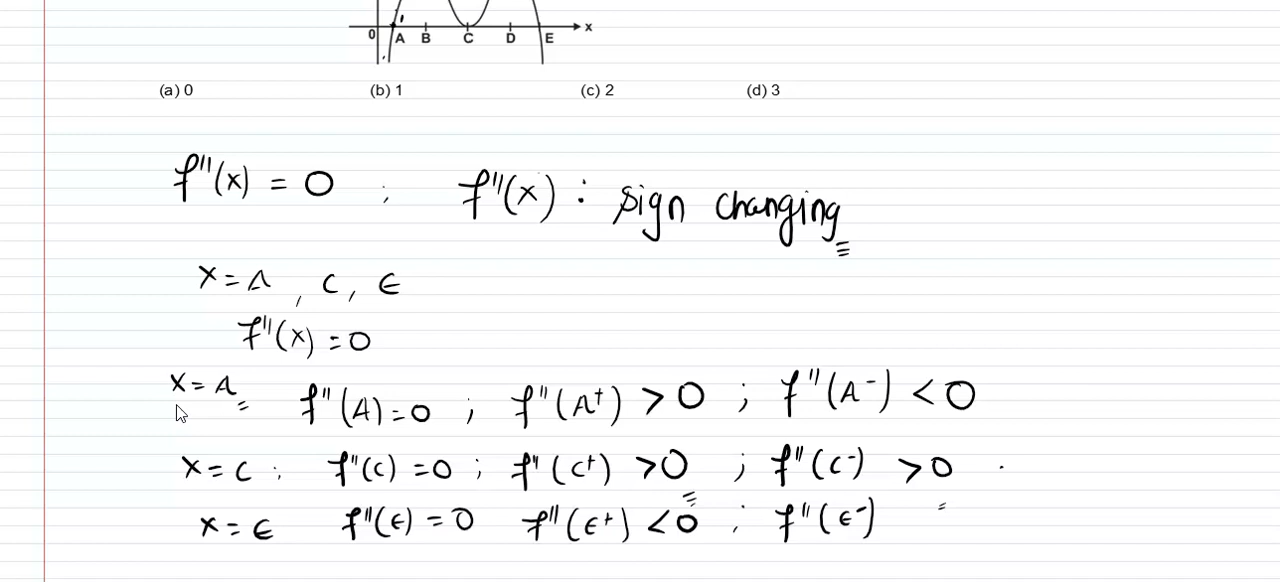 0 A B C D E x
(a) 0 (b) 1 (c) 2 (d) 3
f''(x) = 0 ; f''(x) : sign changing
x = A , C , E
f''(x) = 0
x = A f''(A) = 0 ; f''(A⁺) > 0 ; f''(A⁻) < 0
x = C ; f''(C) = 0 ; f''(C⁺) > 0 ; f''(C⁻) > 0
x = E f''(E) = 0 f''(E⁺) < 0 ; f''(E⁻)